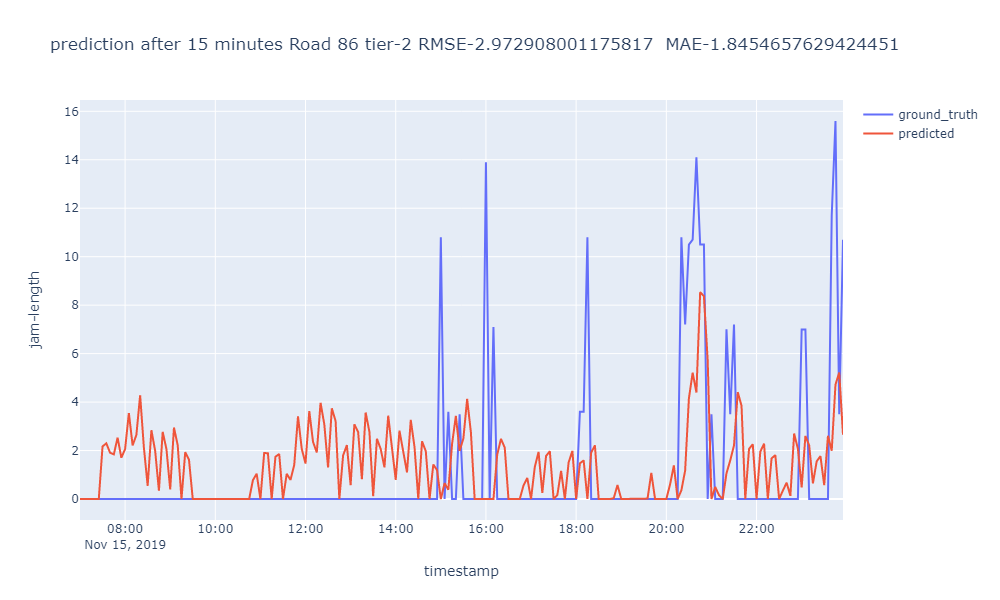 prediction after 15 minutes Road 86 tier-2 RMSE-2.972908001175817  MAE-1.8454657629424451
ground_truth
predicted
16
14
12
10
8
6
4
2
0
jam-length
08:00 10:00 12:00 14:00 16:00 18:00 20:00 22:00
Nov 15, 2019
timestamp